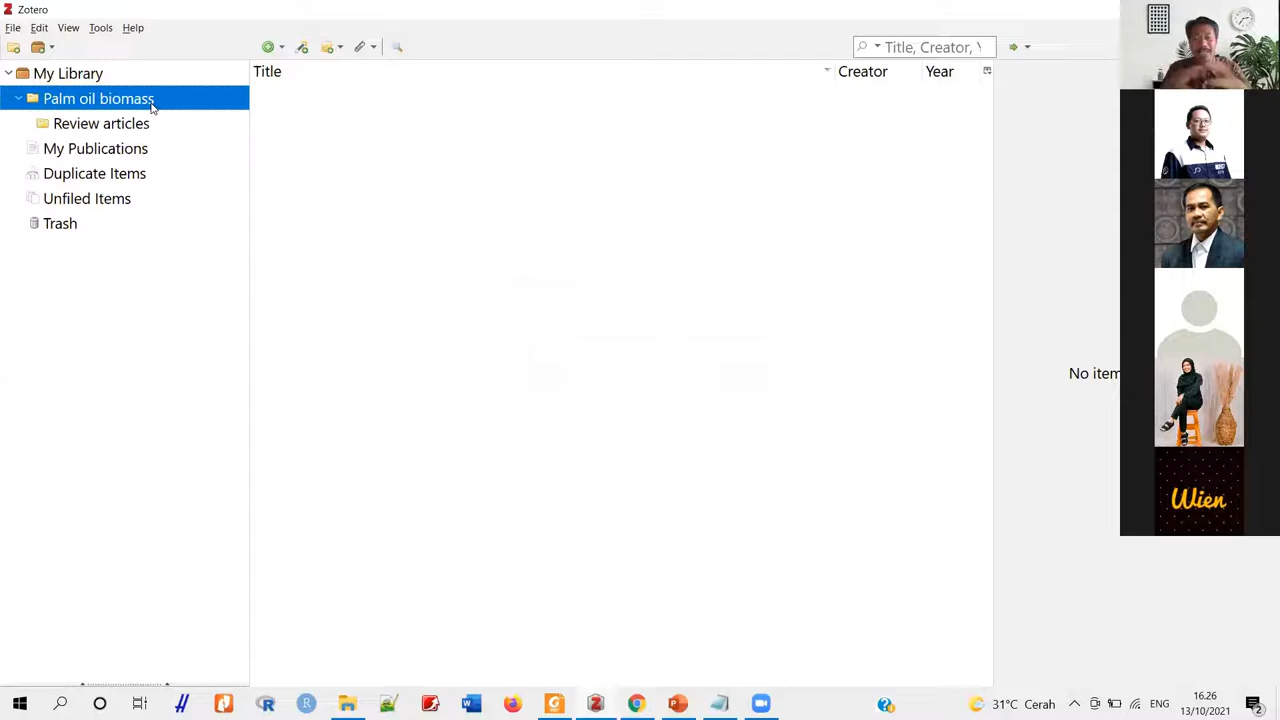 Zotero
File Edit View Tools Help
Title, Creator, Y
My Library
Title Creator Year
Palm oil biomass
Review articles
My Publications
Duplicate Items
Unfiled Items
Trash
No item
Wien
31°C Cerah ENG 16.26
13/10/2021 2